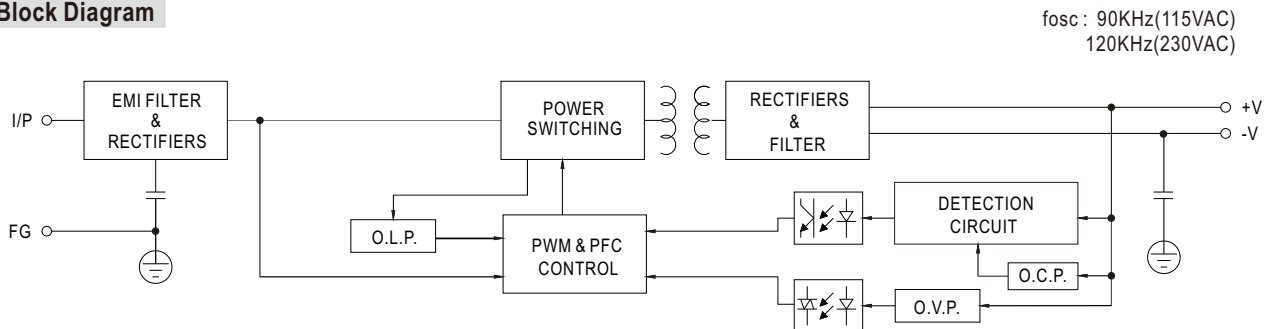 Block Diagram
fosc : 90KHz(115VAC)
120KHz(230VAC)
I/P
EMI FILTER
&
RECTIFIERS
POWER
SWITCHING
RECTIFIERS
&
FILTER
+V
-V
FG
O.L.P.
PWM & PFC
CONTROL
DETECTION
CIRCUIT
O.C.P.
O.V.P.